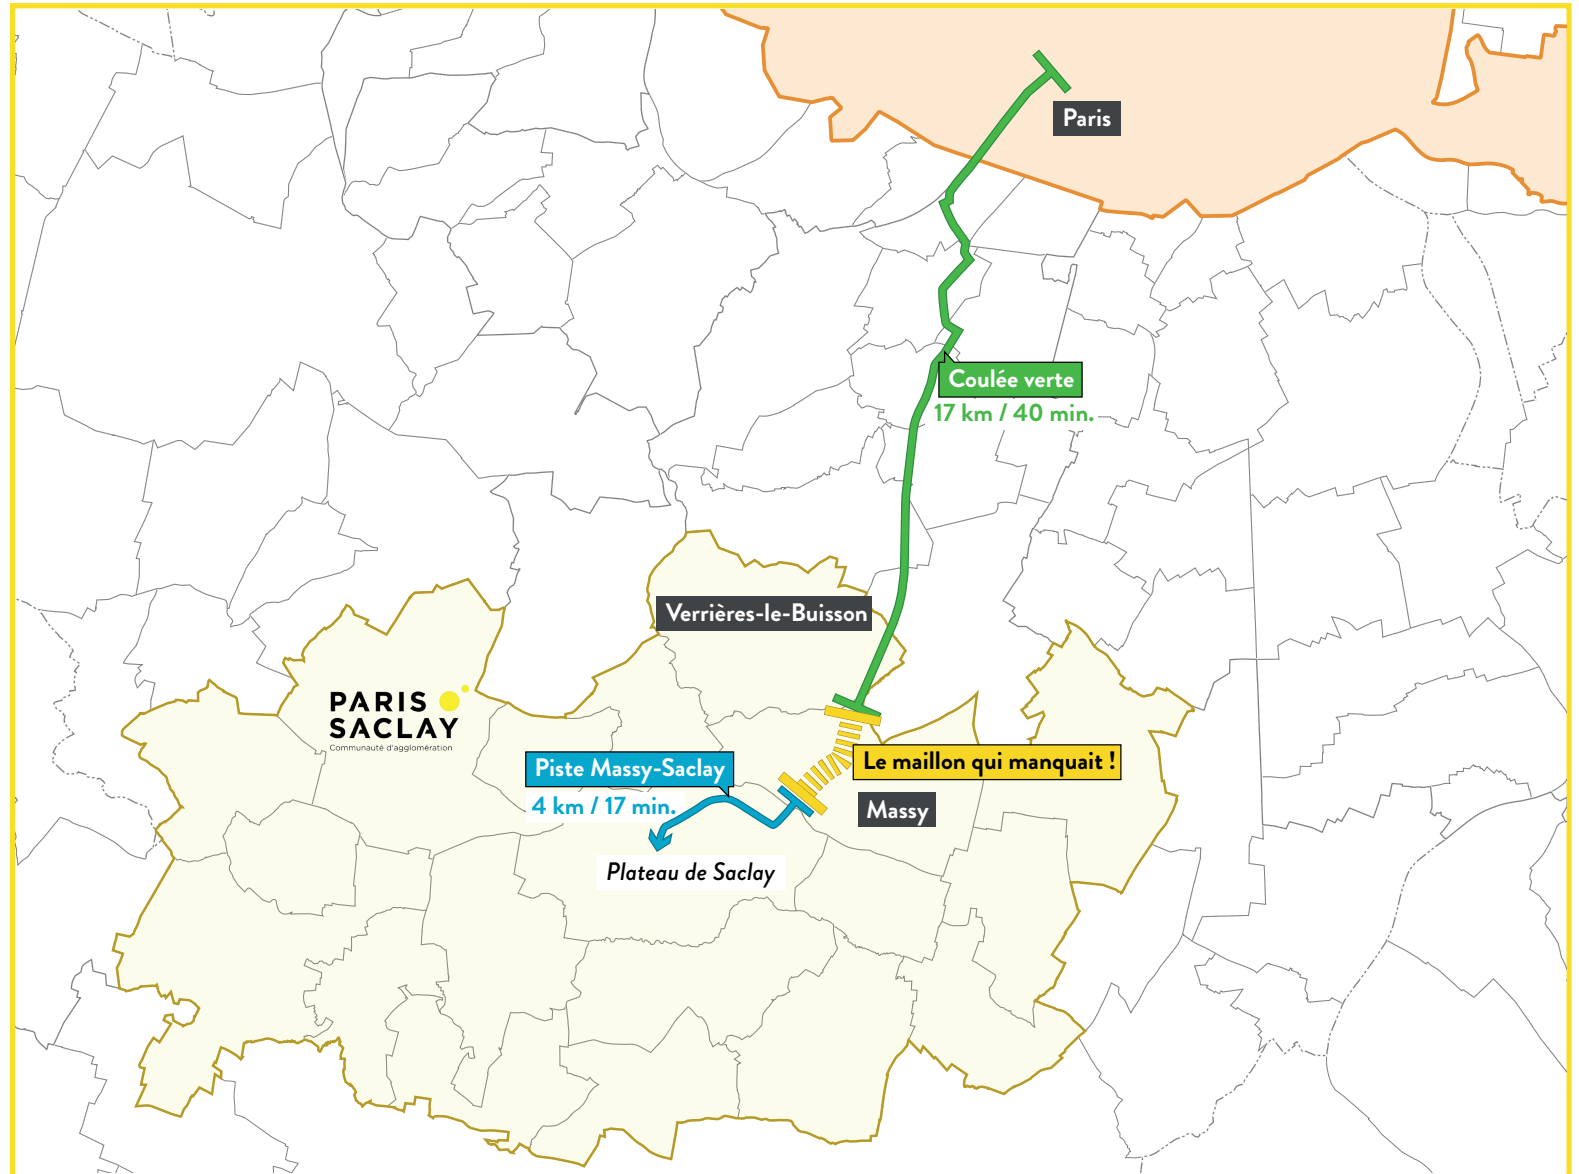 Paris
Coulée verte
17 km / 40 min.
Verrières-le-Buisson
PARIS
SACLAY
Communauté d'agglomération
Le maillon qui manquait !
Piste Massy-Saclay
4 km / 17 min.
Massy
Plateau de Saclay